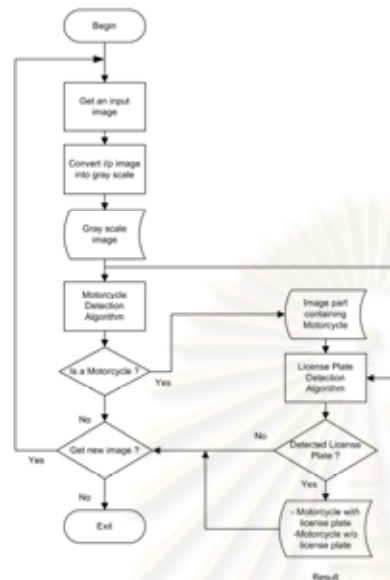 Begin
Get an input
image
Convert i/p image
into gray scale
Gray scale
image
Motorcycle
Detection
Algorithm
Is a Motorcycle ?
Yes
No
Get new image ?
Yes
No
Exit
Image part
containing
Motorcycle
License Plate
Detection
Algorithm
Detected License
Plate ?
No
Yes
- Motorcycle with
license plate
-Motorcycle w/o
license plate
Result